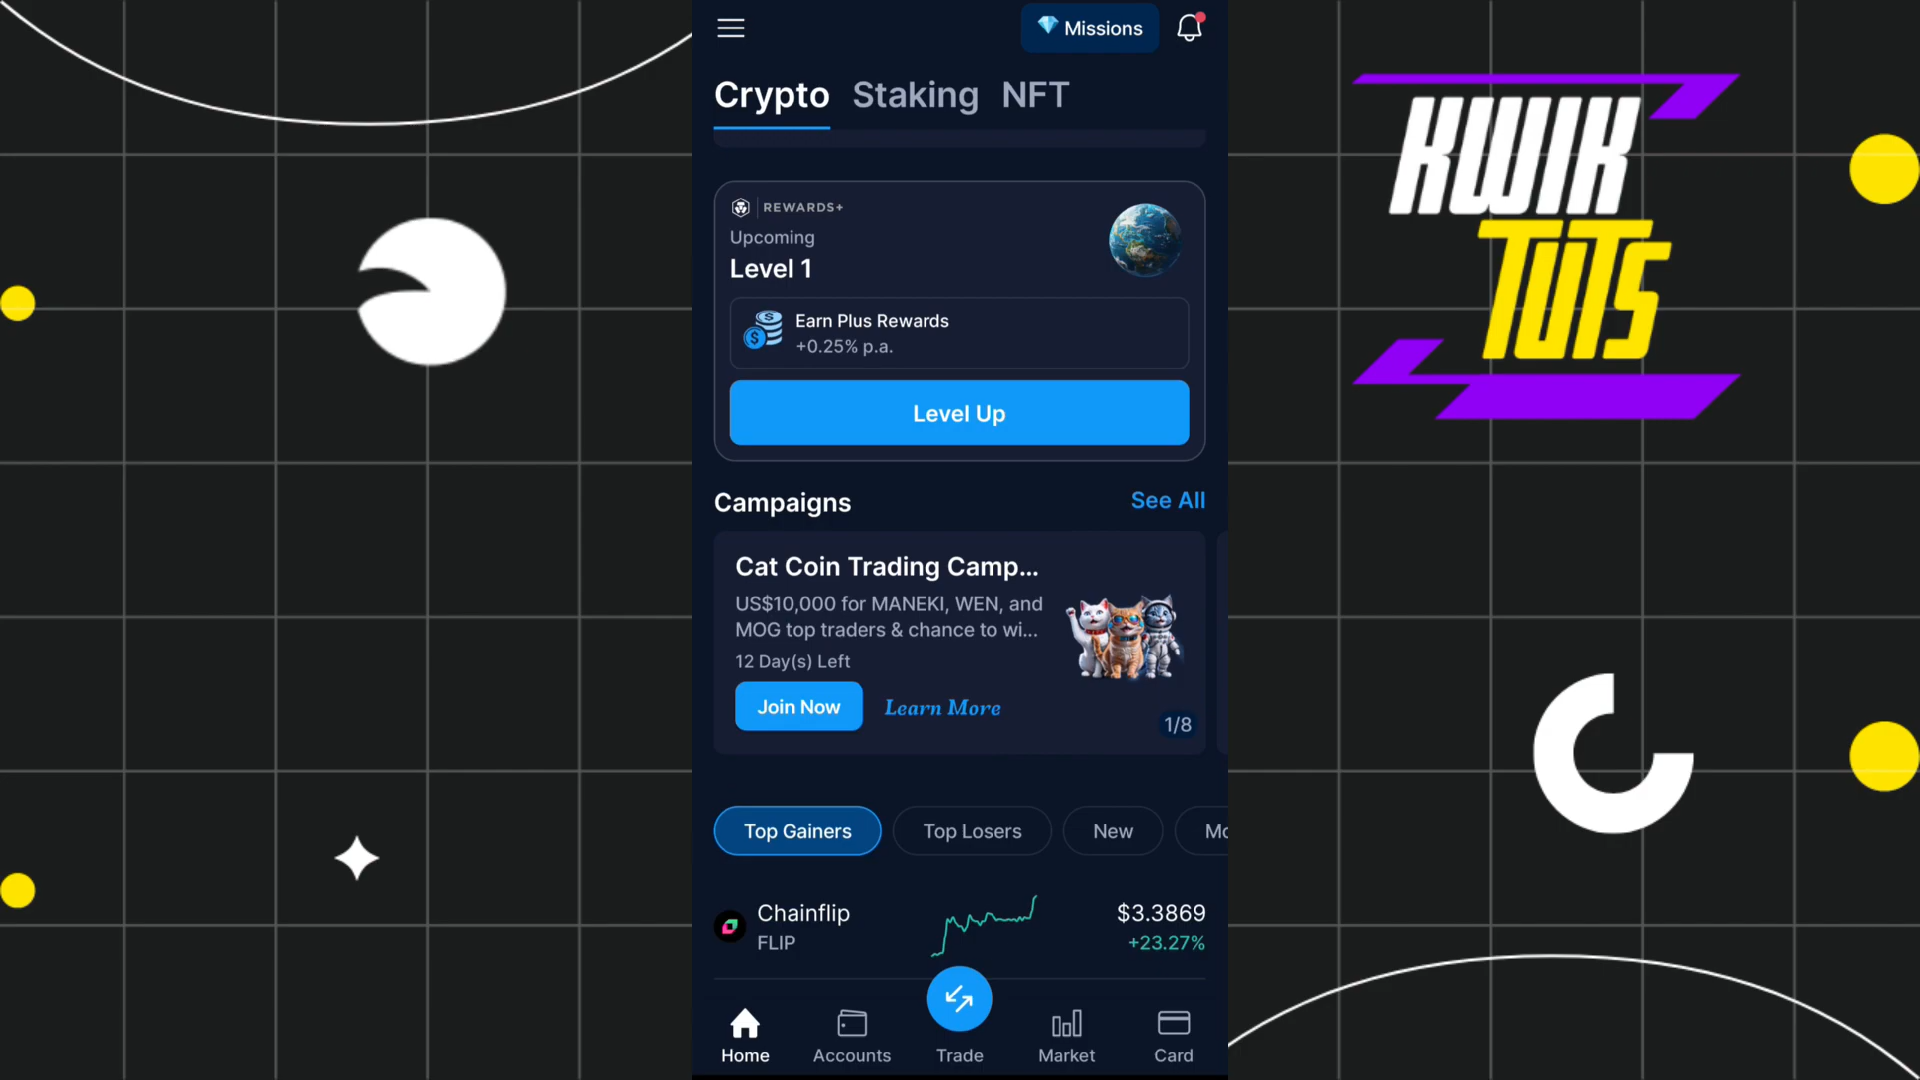 Missions
Crypto Staking NFT
REWARDS+
Upcoming
Level 1
Earn Plus Rewards
+0.25% p.a.
Level Up
Campaigns
See All
Cat Coin Trading Camp...
US$10,000 for MANEKI, WEN, and
MOG top traders & chance to wi...
12 Day(s) Left
Join Now
Learn More
1/8
Top Gainers
Top Losers
New
Mo
Chainflip
FLIP
$3.3869
+23.27%
Home
Accounts
Trade
Market
Card
KWIK
TUTS